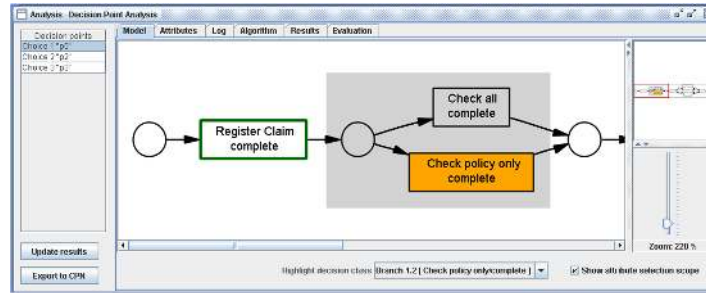 Analysis: Decision Point Analysis
Decision points
Choice 1 "p2"
Choice 2 "p2"
Choice 3 "p3"
Model Attributes Log Algorithm Results Evaluation
Register Claim
complete
Check all
complete
Check policy only
complete
Zoom: 220 %
Update results
Export to CPN
Highlight decision class Branch 1.2 [ Check policy only/complete ]
Show attribute selection scope